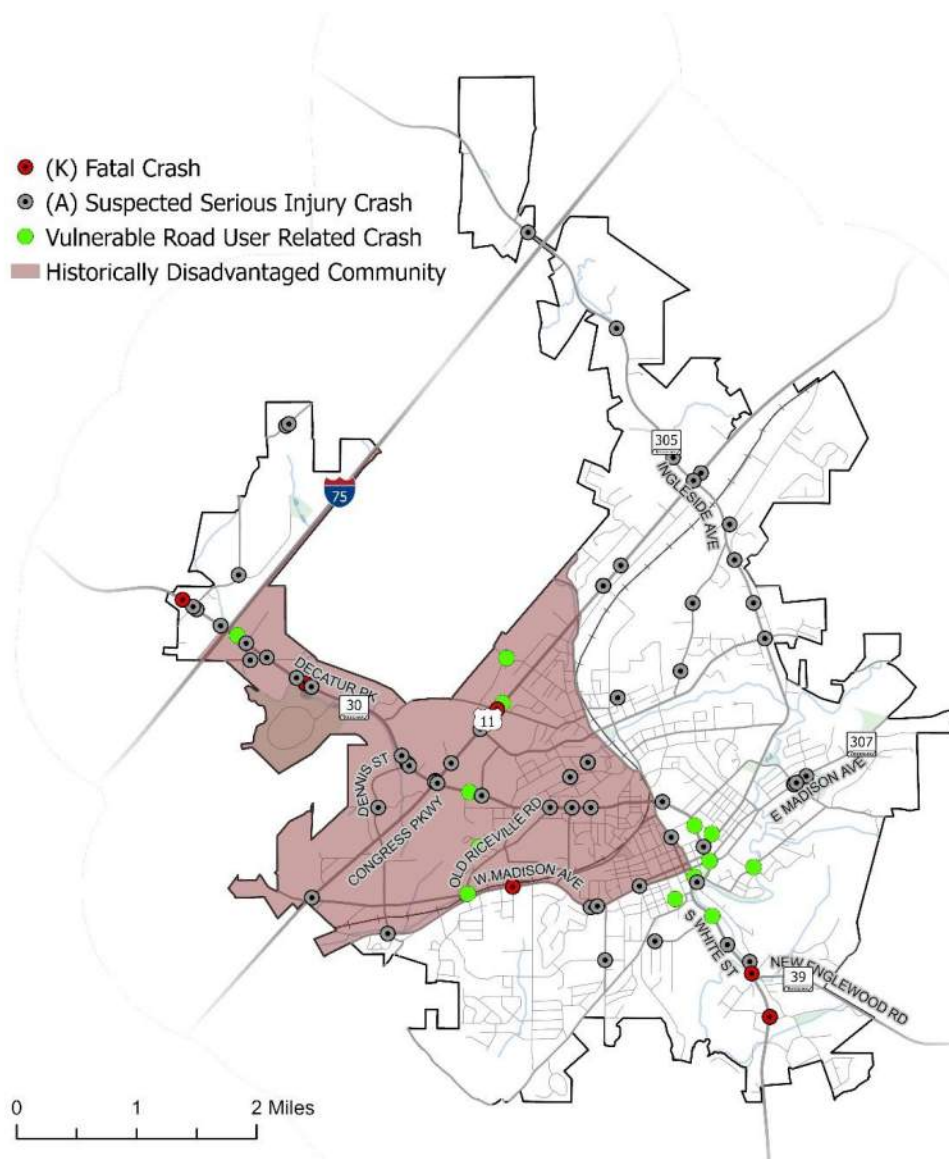 (K) Fatal Crash
(A) Suspected Serious Injury Crash
Vulnerable Road User Related Crash
Historically Disadvantaged Community
305
INGLESIDE AVE
75
DECATUR PK
30
11
307
DENNIS ST
E MADISON AVE
CONGRESS PKWY
OLD RICEVILLE RD
W MADISON AVE
S WHITE ST
NEW ENGLEWOOD RD
39
0 1 2 Miles